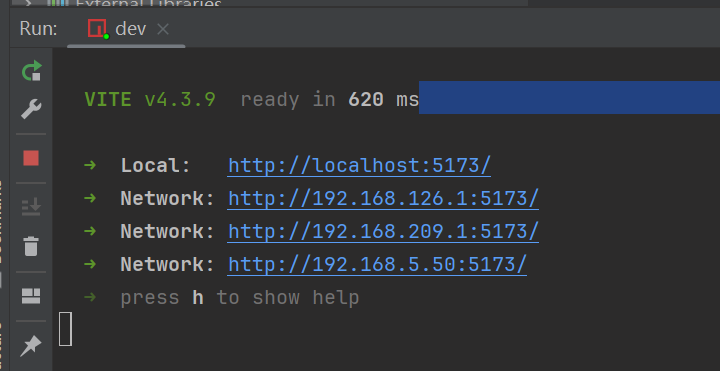 External Libraries
Run: dev
VITE v4.3.9 ready in 620 ms
➜ Local: http://localhost:5173/
➜ Network: http://192.168.126.1:5173/
➜ Network: http://192.168.209.1:5173/
➜ Network: http://192.168.5.50:5173/
➜ press h to show help